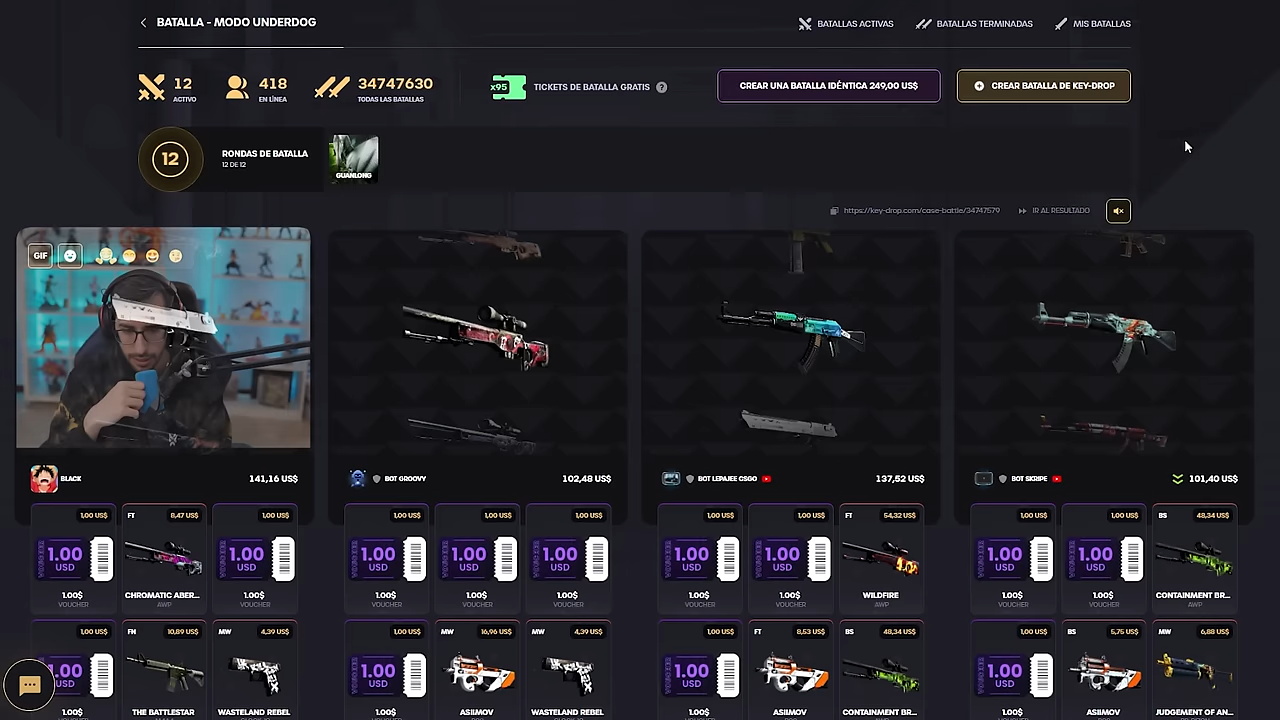 BATALLA - MODO UNDERDOG
BATALLAS ACTIVAS
BATALLAS TERMINADAS
MIS BATALLAS
12
ACTIVO
418
EN LÍNEA
34747630
TODAS LAS BATALLAS
x95
TICKETS DE BATALLA GRATIS
?
CREAR UNA BATALLA IDÉNTICA 249,00 US$
CREAR BATALLA DE KEY-DROP
12
RONDAS DE BATALLA
12 DE 12
GUANLONG
https://key-drop.com/case-battle/34747579
IR AL RESULTADO
GIF
BLACK
141,16 US$
BOT GROOVY
102,48 US$
BOT LEPAJEE CSGO
137,52 US$
BOT SKRIPE
101,40 US$
1,00 US$
FT 8,47 US$
1,00 US$
1,00 US$
1,00 US$
1,00 US$
1,00 US$
1,00 US$
FT 54,32 US$
1,00 US$
1,00 US$
BS 48,34 US$
1.00 USD
1.00 USD
1.00 USD
1.00 USD
1.00 USD
1.00 USD
1.00 USD
1.00 USD
1.00 USD
1.00$
CHROMATIC ABER...
1.00$
1.00$
1.00$
1.00$
1.00$
1.00$
WILDFIRE
1.00$
1.00$
CONTAINMENT BR...
VOUCHER
AWP
VOUCHER
VOUCHER
VOUCHER
VOUCHER
VOUCHER
VOUCHER
AWP
VOUCHER
VOUCHER
AWP
1,00 US$
FN 10,89 US$
MW 4,39 US$
1,00 US$
MW 16,96 US$
MW 4,39 US$
1,00 US$
FT 8,53 US$
BS 48,34 US$
1,00 US$
BS 5,75 US$
MW 6,88 US$
1.00 USD
1.00 USD
1.00 USD
1.00 USD
1.00$
THE BATTLESTAR
WASTELAND REBEL
1.00$
ASIIMOV
WASTELAND REBEL
1.00$
ASIIMOV
CONTAINMENT BR...
1.00$
ASIIMOV
JUDGEMENT OF AN...